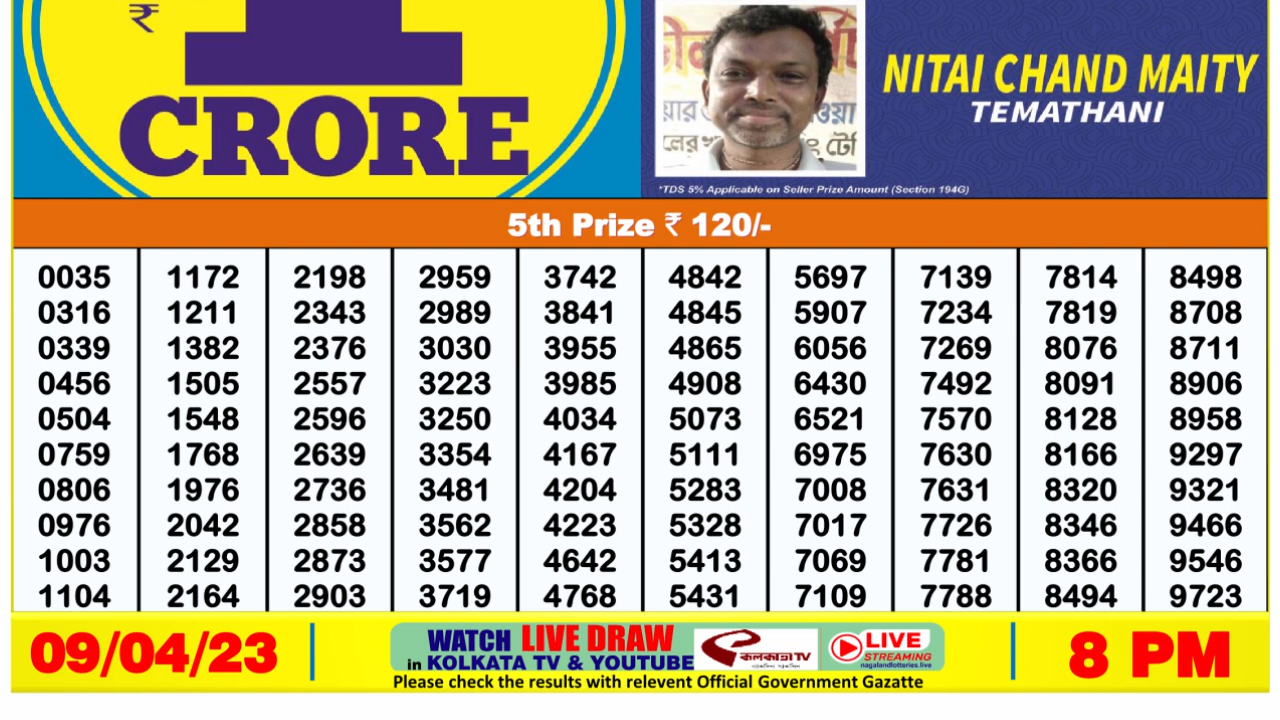 ₹ 1
CRORE
NITAI CHAND MAITY
TEMATHANI
*TDS 5% Applicable on Seller Prize Amount (Section 194G)
5th Prize ₹ 120/-
0035 1172 2198 2959 3742 4842 5697 7139 7814 8498
0316 1211 2343 2989 3841 4845 5907 7234 7819 8708
0339 1382 2376 3030 3955 4865 6056 7269 8076 8711
0456 1505 2557 3223 3985 4908 6430 7492 8091 8906
0504 1548 2596 3250 4034 5073 6521 7570 8128 8958
0759 1768 2639 3354 4167 5111 6975 7630 8166 9297
0806 1976 2736 3481 4204 5283 7008 7631 8320 9321
0976 2042 2858 3562 4223 5328 7017 7726 8346 9466
1003 2129 2873 3577 4642 5413 7069 7781 8366 9546
1104 2164 2903 3719 4768 5431 7109 7788 8494 9723
09/04/23
WATCH LIVE DRAW
in KOLKATA TV & YOUTUBE
কলকাতা TV
LIVE
STREAMING
nagalandlotteries.live
Please check the results with relevent Official Government Gazatte
8 PM